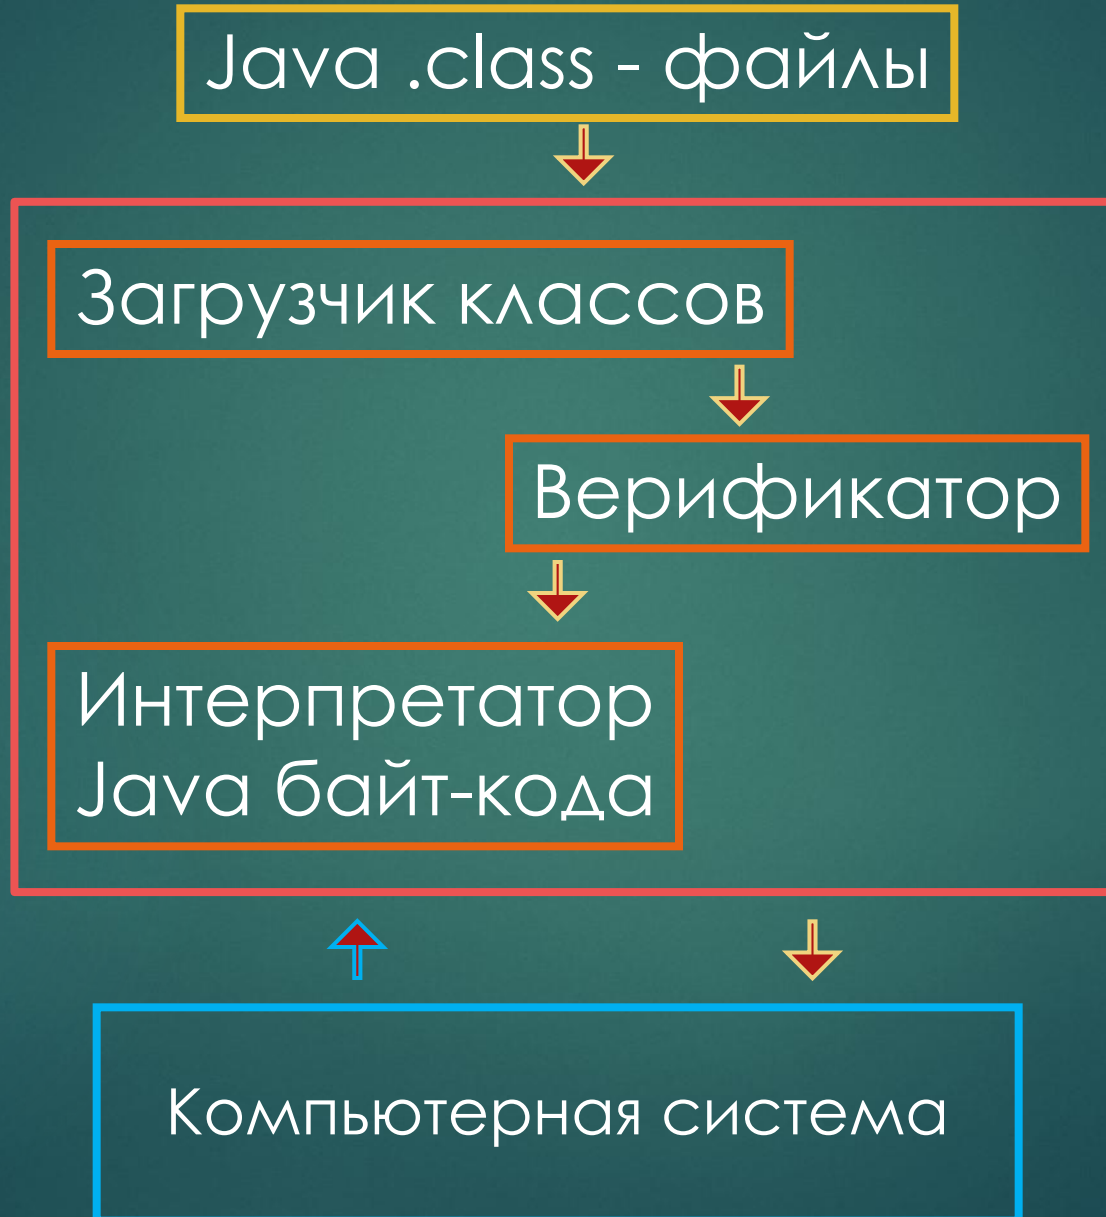 Java .class - файлы
Загрузчик классов
Верификатор
Интерпретатор
Java байт-кода
Компьютерная система